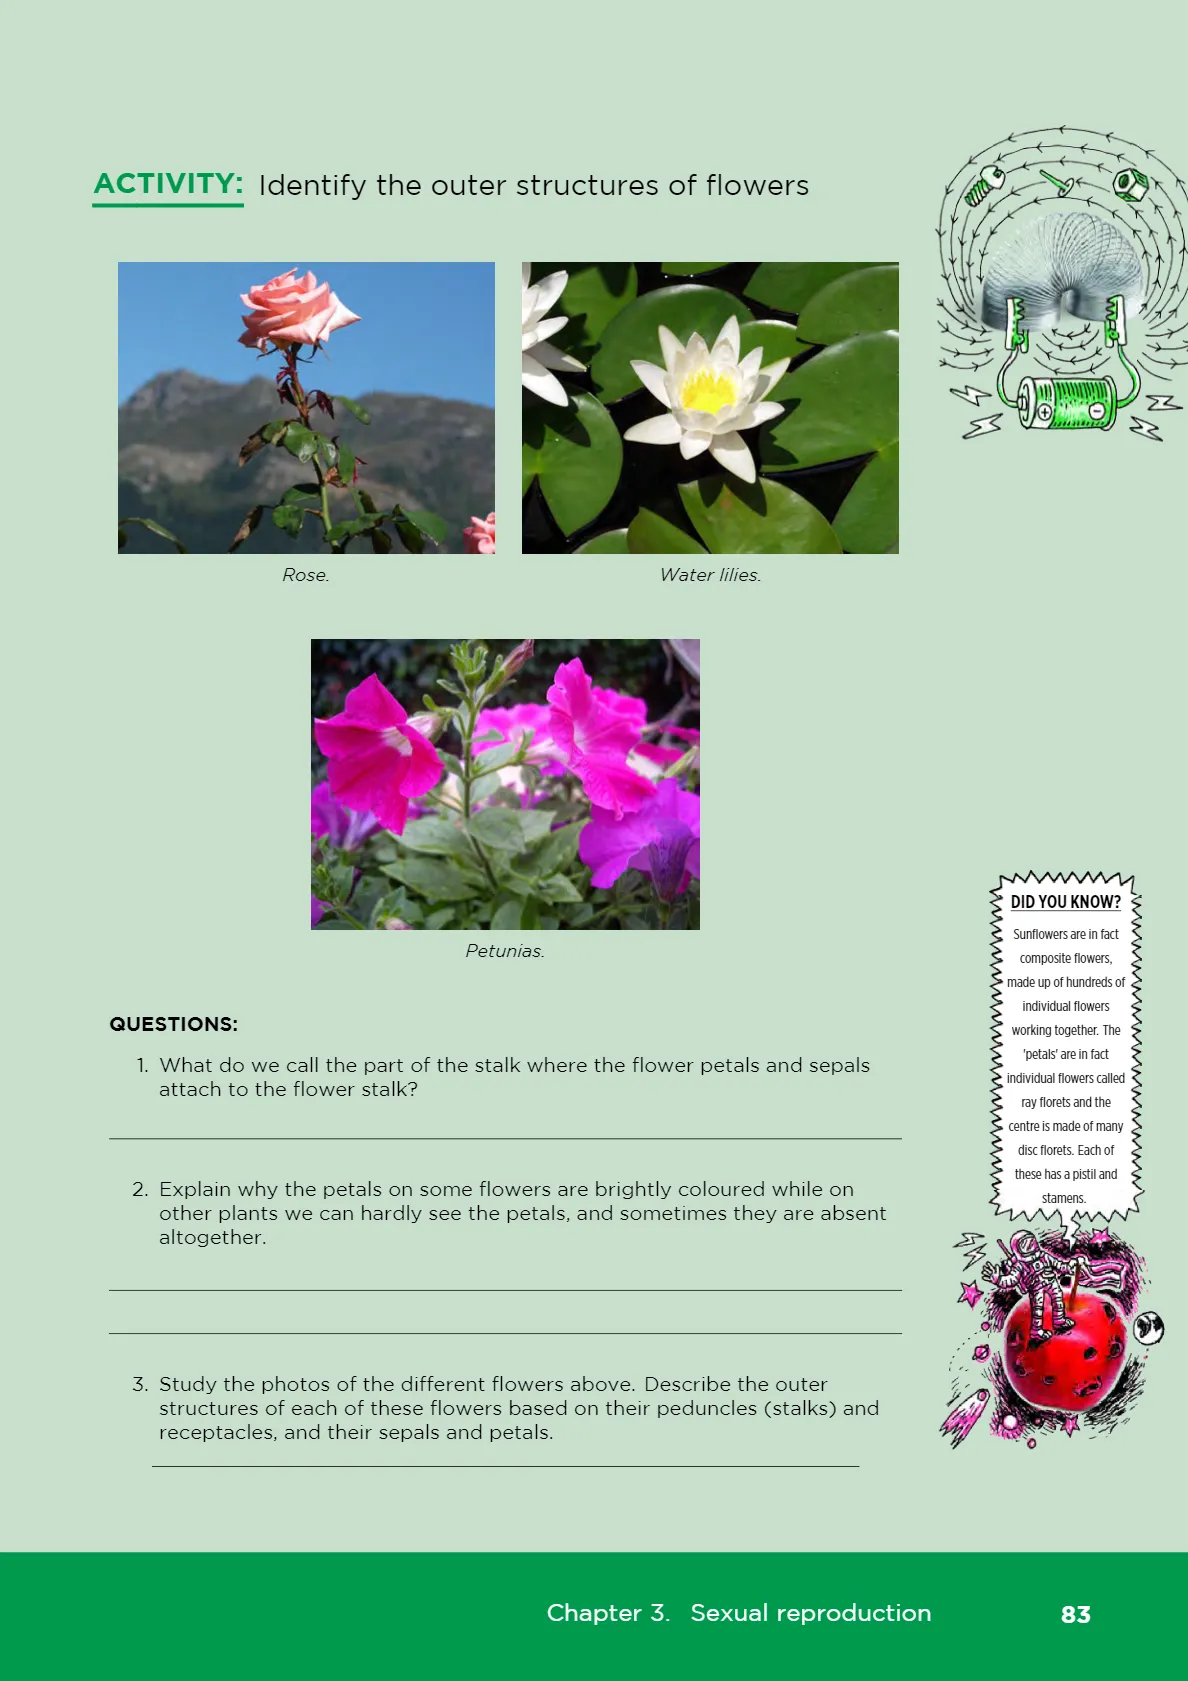 ACTIVITY: Identify the outer structures of flowers
Rose.
Water lilies.
Petunias.
QUESTIONS:
1. What do we call the part of the stalk where the flower petals and sepals
attach to the flower stalk?
2. Explain why the petals on some flowers are brightly coloured while on
other plants we can hardly see the petals, and sometimes they are absent
altogether.
3. Study the photos of the different flowers above. Describe the outer
structures of each of these flowers based on their peduncles (stalks) and
receptacles, and their sepals and petals.
DID YOU KNOW?
Sunflowers are in fact
composite flowers,
made up of hundreds of
individual flowers
working together. The
'petals' are in fact
individual flowers called
ray florets and the
centre is made of many
disc florets. Each of
these has a pistil and
stamens.
Chapter 3. Sexual reproduction
83